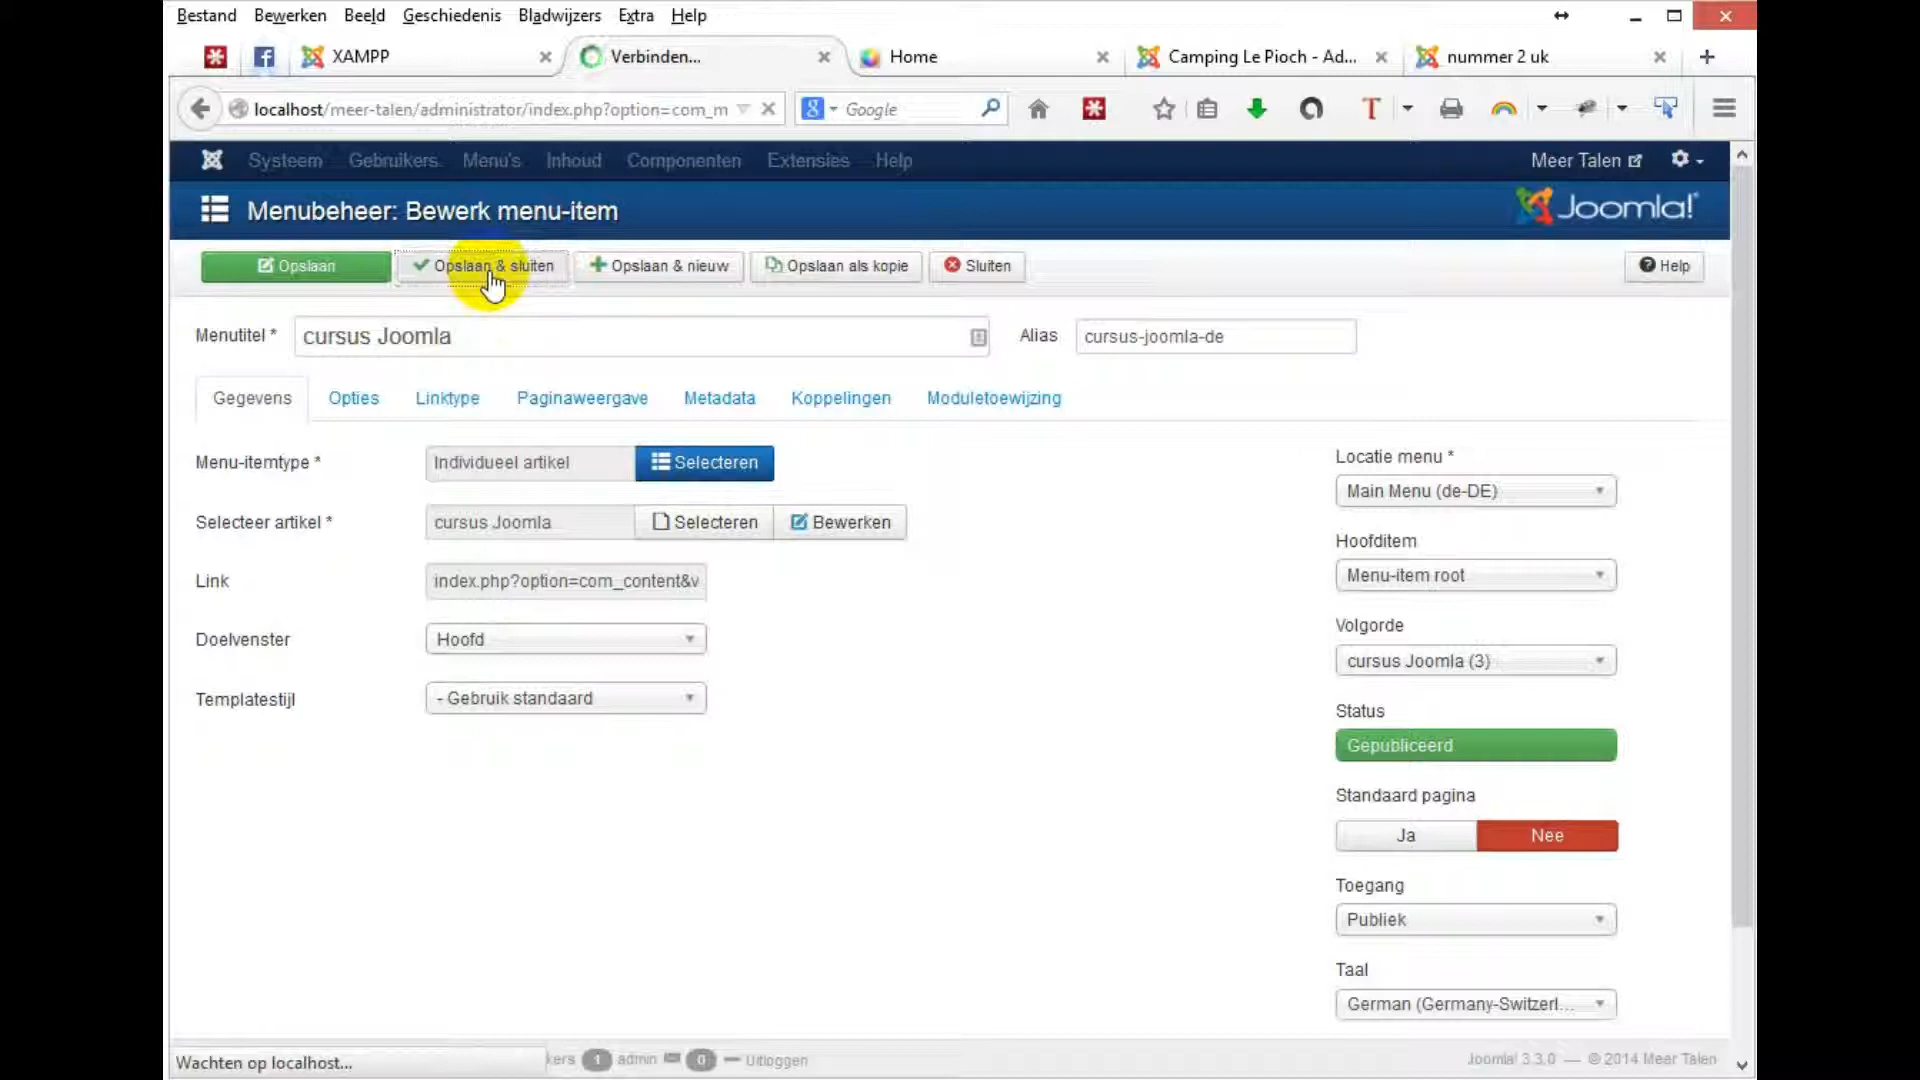 Bestand Bewerken Beeld Geschiedenis Bladwijzers Extra Help
XAMPP
Verbinden...
Home
Camping Le Pioch - Ad...
nummer 2 uk
localhost/meer-talen/administrator/index.php?option=com_m
Google
Systeem Gebruikers Menu's Inhoud Componenten Extensies Help
Meer Talen
Menubeheer: Bewerk menu-item
Joomla!
Opslaan
Opslaan & sluiten
Opslaan & nieuw
Opslaan als kopie
Sluiten
Help
Menutitel *
cursus Joomla
Alias
cursus-joomla-de
Gegevens Opties Linktype Paginaweergave Metadata Koppelingen Moduletoewijzing
Menu-itemtype *
Individueel artikel
Selecteren
Selecteer artikel *
cursus Joomla
Selecteren
Bewerken
Link
index.php?option=com_content&v
Doelvenster
Hoofd
Templatestijl
- Gebruik standaard
Locatie menu *
Main Menu (de-DE)
Hoofditem
Menu-item root
Volgorde
cursus Joomla (3)
Status
Gepubliceerd
Standaard pagina
Ja
Nee
Toegang
Publiek
Taal
German (Germany-Switzerl...
Wachten op localhost...
kers 1 admin 0 Uitloggen
Joomla! 3.3.0 — © 2014 Meer Talen